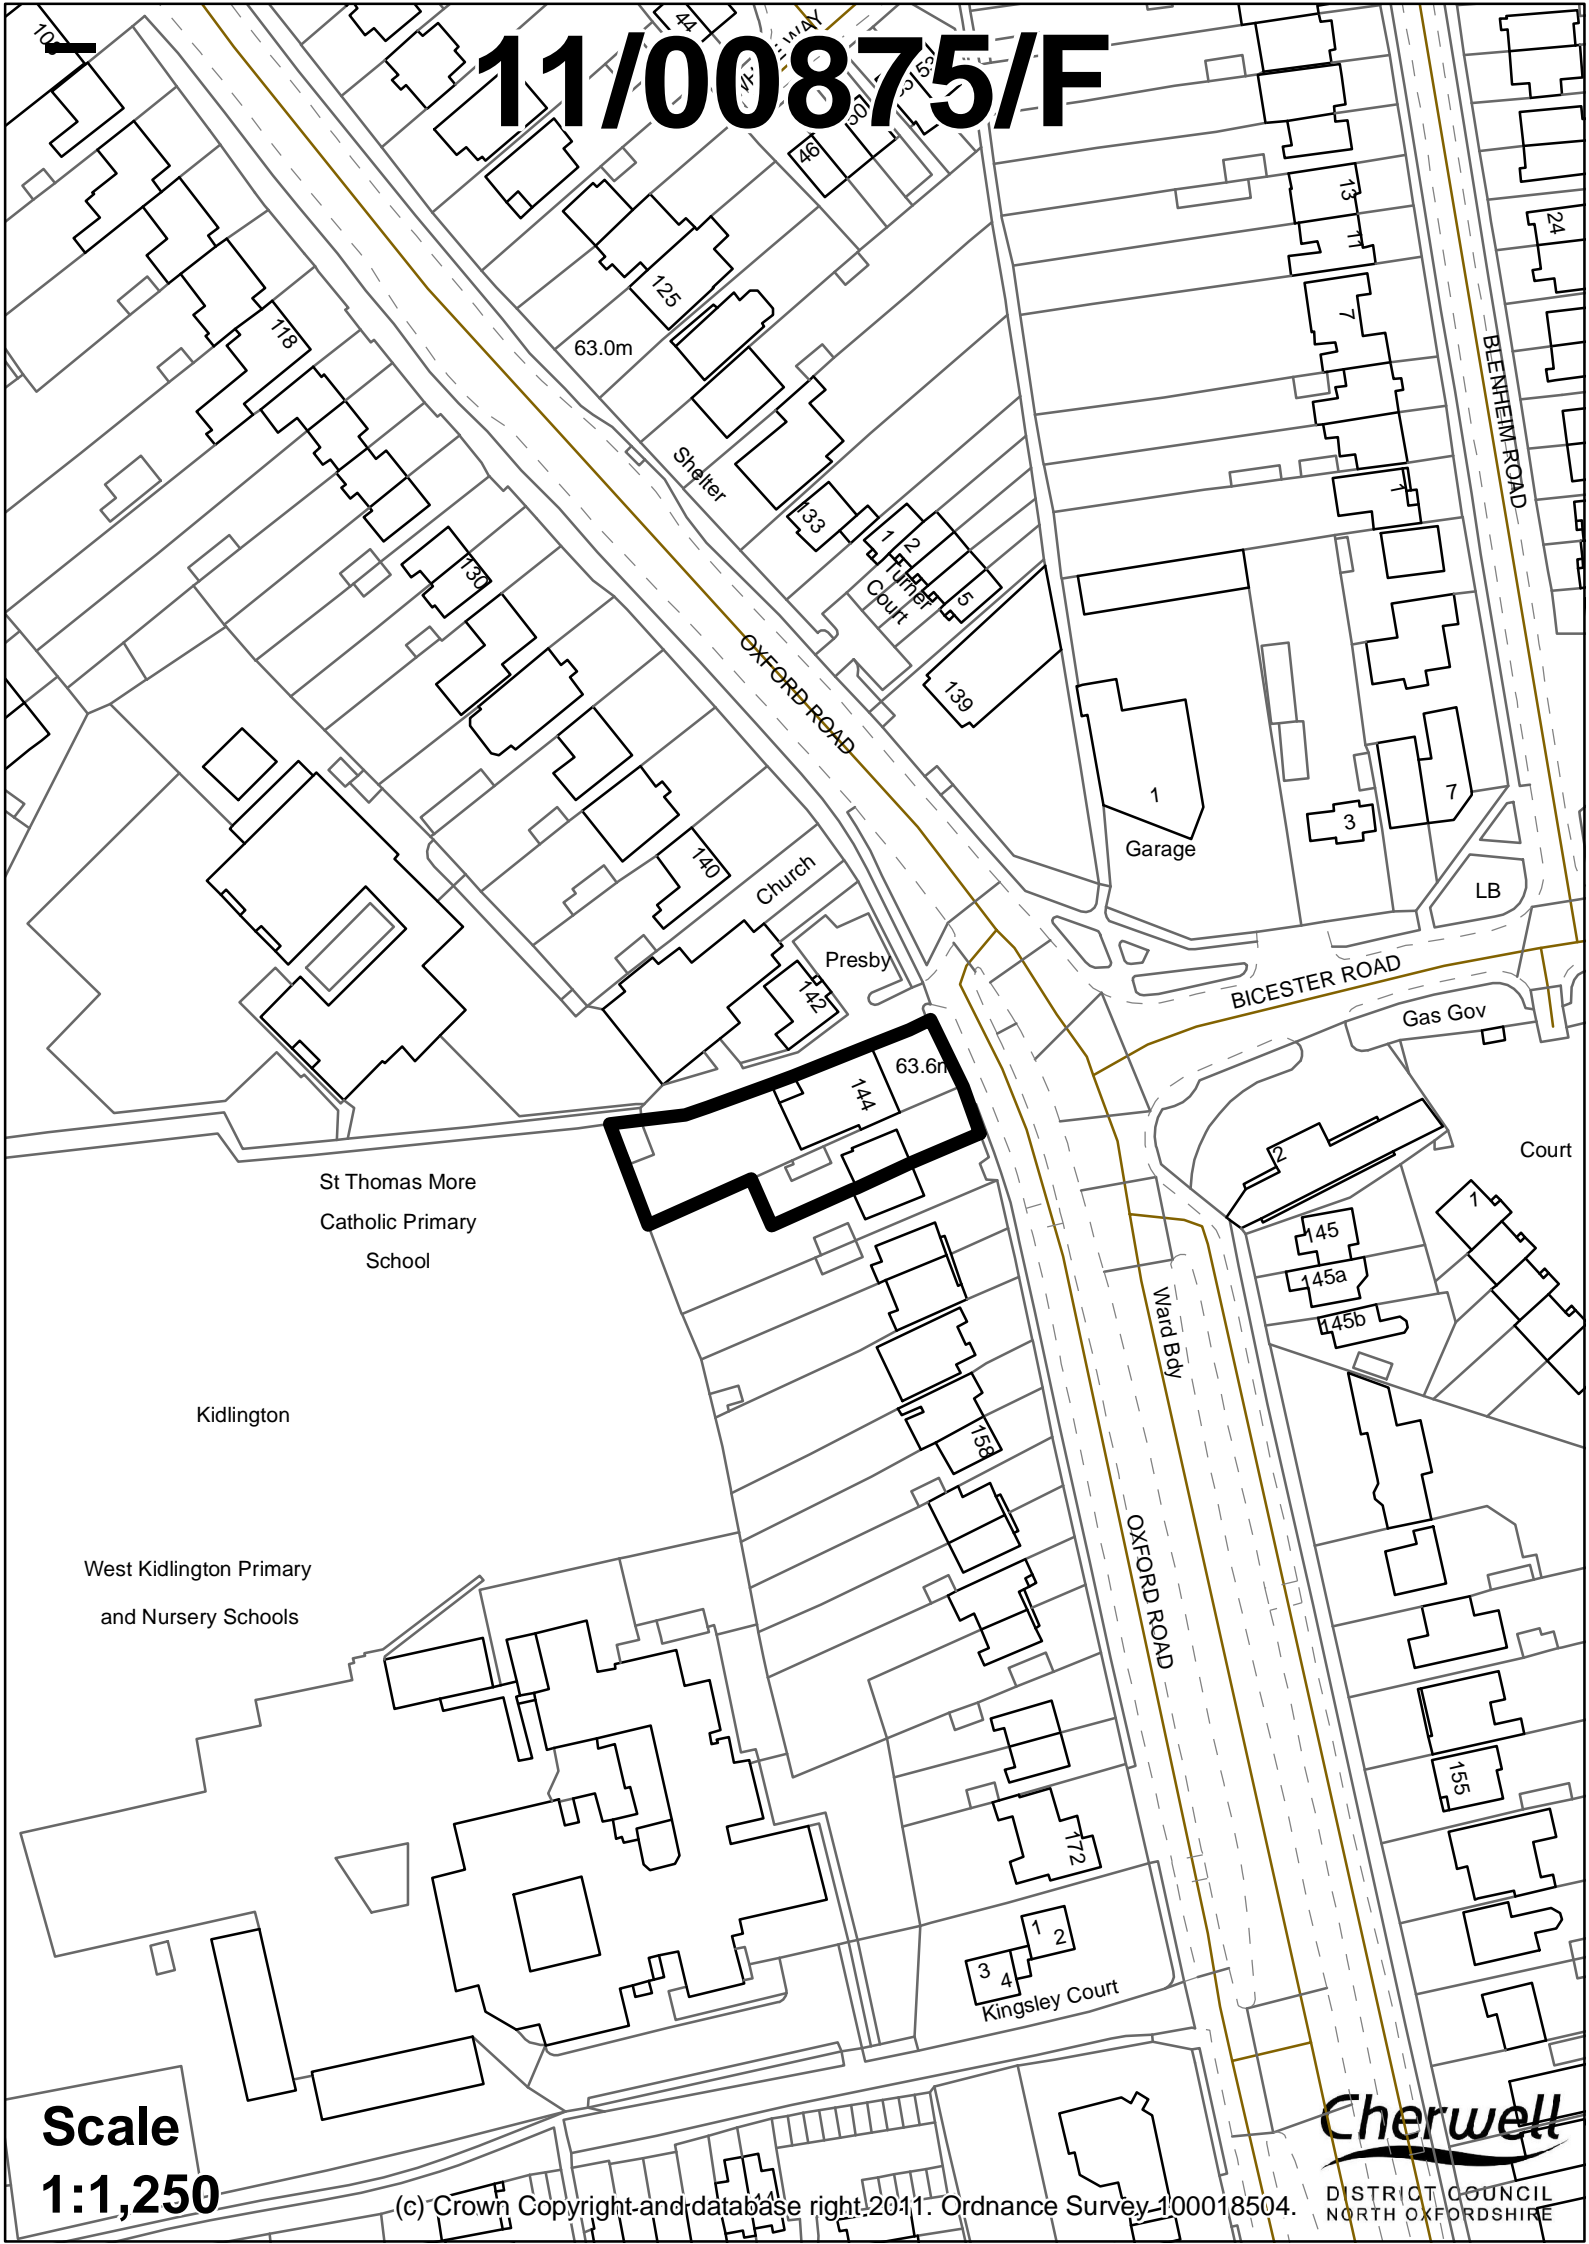 11/00875/F
44
46
50
53
13
11
24
125
7
118
63.0m
BLENHEIM ROAD
Shelter
1
133
1
2
Turner
Court
5
130
OXFORD ROAD
139
1
Garage
3
7
LB
140
Church
Presby
142
BICESTER ROAD
Gas Gov
63.6m
144
2
Court
St Thomas More
Catholic Primary
School
1
145
145a
145b
Ward Bdy
Kidlington
158
OXFORD ROAD
West Kidlington Primary
and Nursery Schools
155
172
1
2
3
4
Kingsley Court
Scale
1:1,250
Cherwell
DISTRICT COUNCIL
NORTH OXFORDSHIRE
(c) Crown Copyright and database right 2011. Ordnance Survey 100018504.